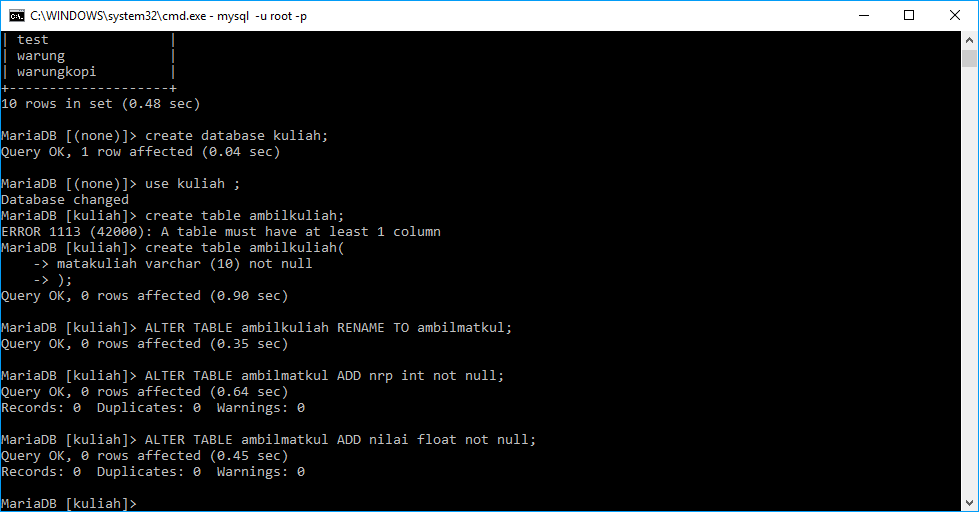 C:\WINDOWS\system32\cmd.exe - mysql  -u root -p
| test               |
| warung             |
| warungkopi         |
+--------------------+
10 rows in set (0.48 sec)

MariaDB [(none)]> create database kuliah;
Query OK, 1 row affected (0.04 sec)

MariaDB [(none)]> use kuliah ;
Database changed
MariaDB [kuliah]> create table ambilkuliah;
ERROR 1113 (42000): A table must have at least 1 column
MariaDB [kuliah]> create table ambilkuliah(
    -> matakuliah varchar (10) not null
    -> );
Query OK, 0 rows affected (0.90 sec)

MariaDB [kuliah]> ALTER TABLE ambilkuliah RENAME TO ambilmatkul;
Query OK, 0 rows affected (0.35 sec)

MariaDB [kuliah]> ALTER TABLE ambilmatkul ADD nrp int not null;
Query OK, 0 rows affected (0.64 sec)
Records: 0  Duplicates: 0  Warnings: 0

MariaDB [kuliah]> ALTER TABLE ambilmatkul ADD nilai float not null;
Query OK, 0 rows affected (0.45 sec)
Records: 0  Duplicates: 0  Warnings: 0

MariaDB [kuliah]>